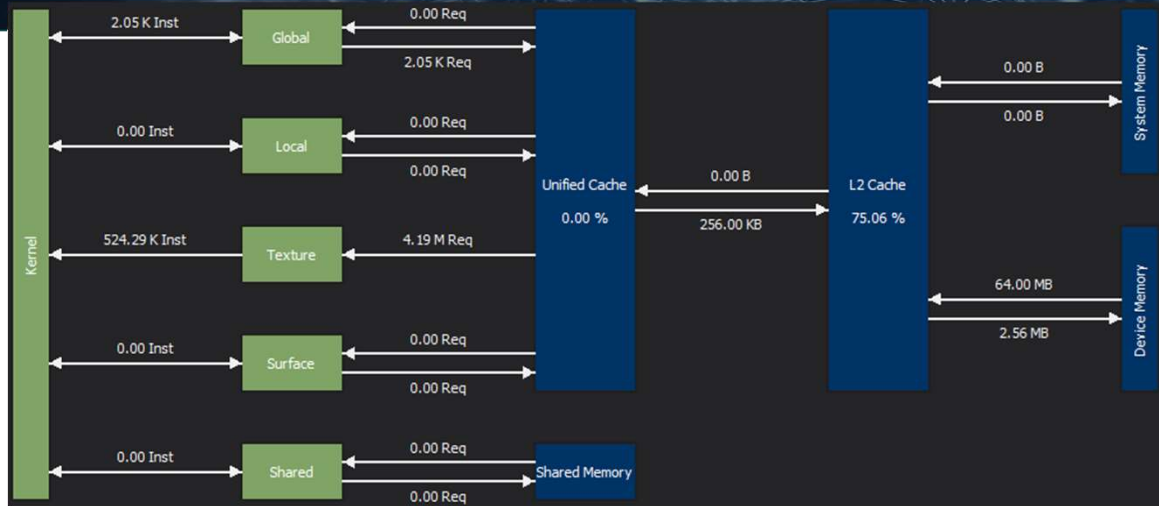 Kernel
2.05 K Inst
Global
0.00 Req
2.05 K Req
0.00 Inst
Local
0.00 Req
0.00 Req
524.29 K Inst
Texture
4.19 M Req
0.00 Inst
Surface
0.00 Req
0.00 Req
0.00 Inst
Shared
0.00 Req
0.00 Req
Unified Cache
0.00 %
Shared Memory
0.00 B
256.00 KB
L2 Cache
75.06 %
0.00 B
0.00 B
System Memory
64.00 MB
2.56 MB
Device Memory